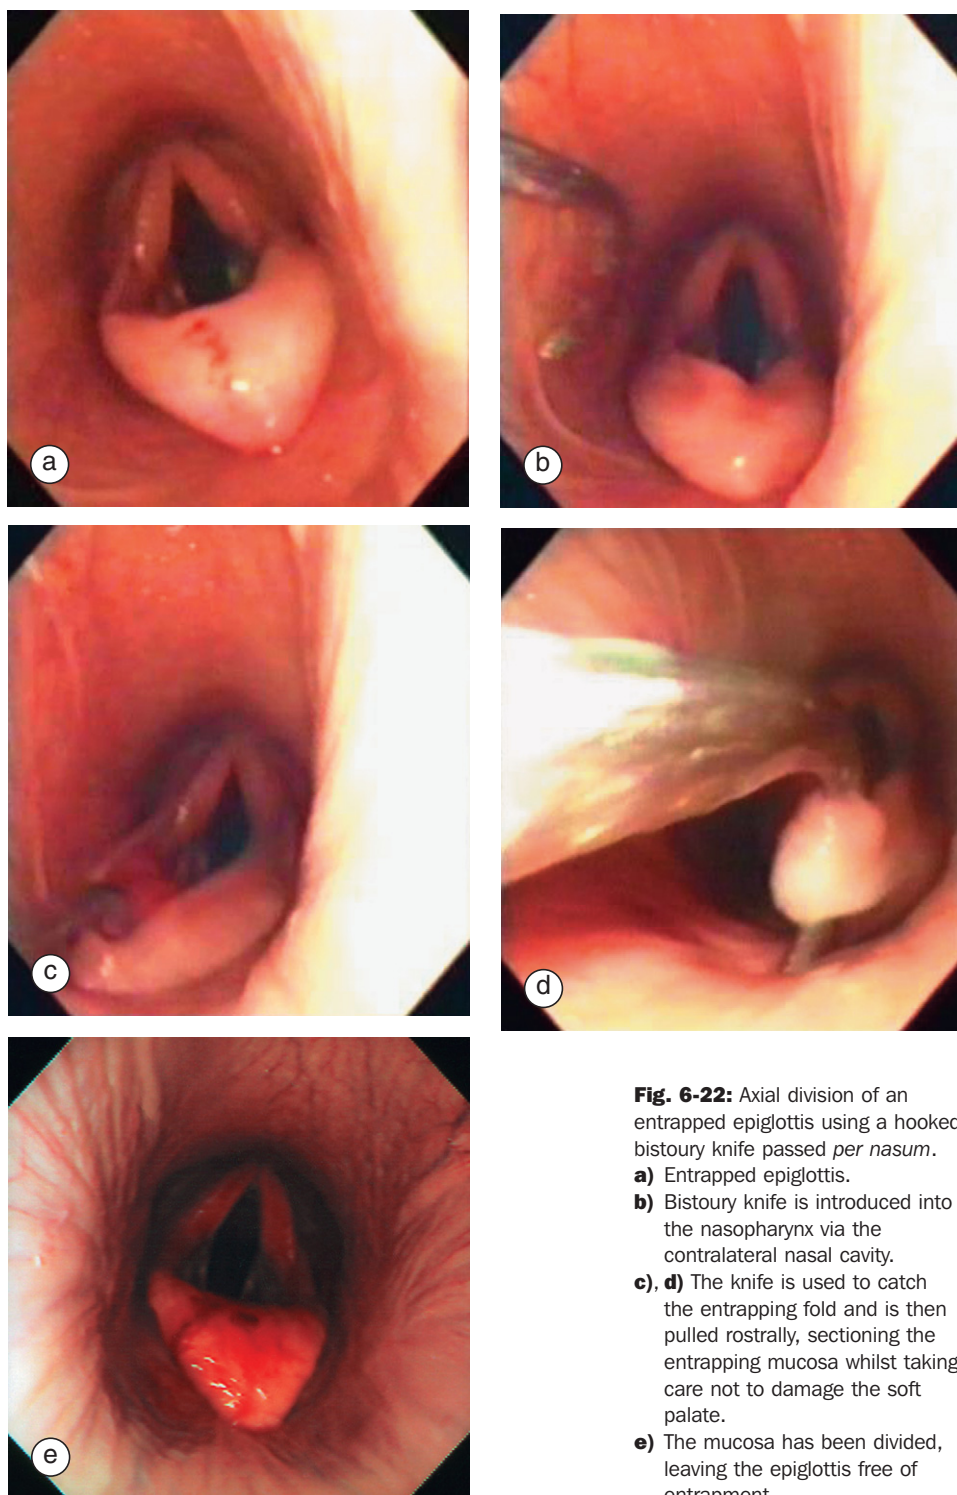 a
b
c
d
e
Fig. 6-22: Axial division of an
entrapped epiglottis using a hooked
bistoury knife passed per nasum.
a) Entrapped epiglottis.
b) Bistoury knife is introduced into
the nasopharynx via the
contralateral nasal cavity.
c), d) The knife is used to catch
the entrapping fold and is then
pulled rostrally, sectioning the
entrapping mucosa whilst taking
care not to damage the soft
palate.
e) The mucosa has been divided,
leaving the epiglottis free of
entrapment.